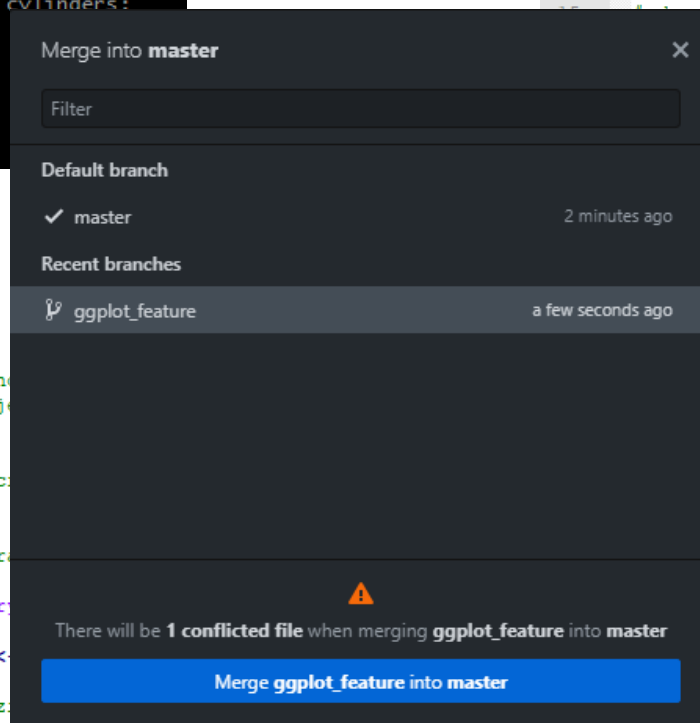 cylinders:
Merge into master
Filter
Default branch
master 2 minutes ago
Recent branches
ggplot_feature a few seconds ago
There will be 1 conflicted file when merging ggplot_feature into master
Merge ggplot_feature into master